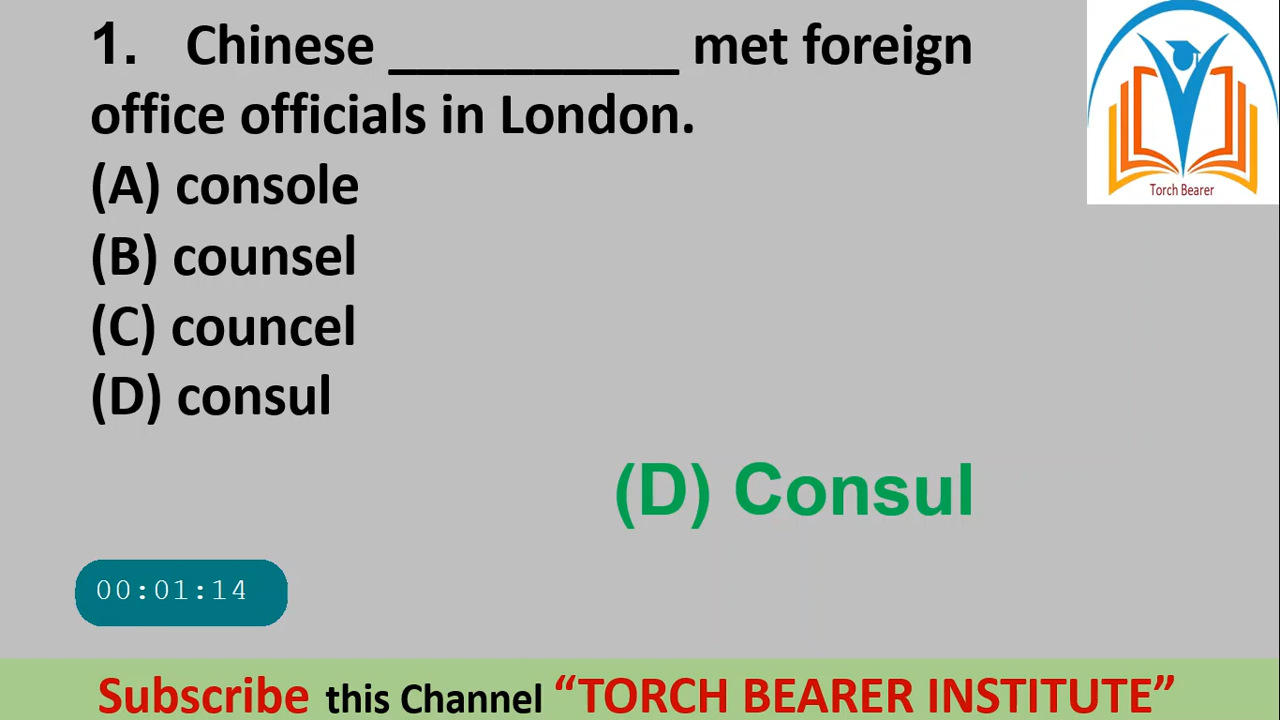 1. Chinese __________ met foreign
office officials in London.
(A) console
(B) counsel
(C) councel
(D) consul
(D) Consul
00:01:14
Subscribe this Channel “TORCH BEARER INSTITUTE”
Torch Bearer